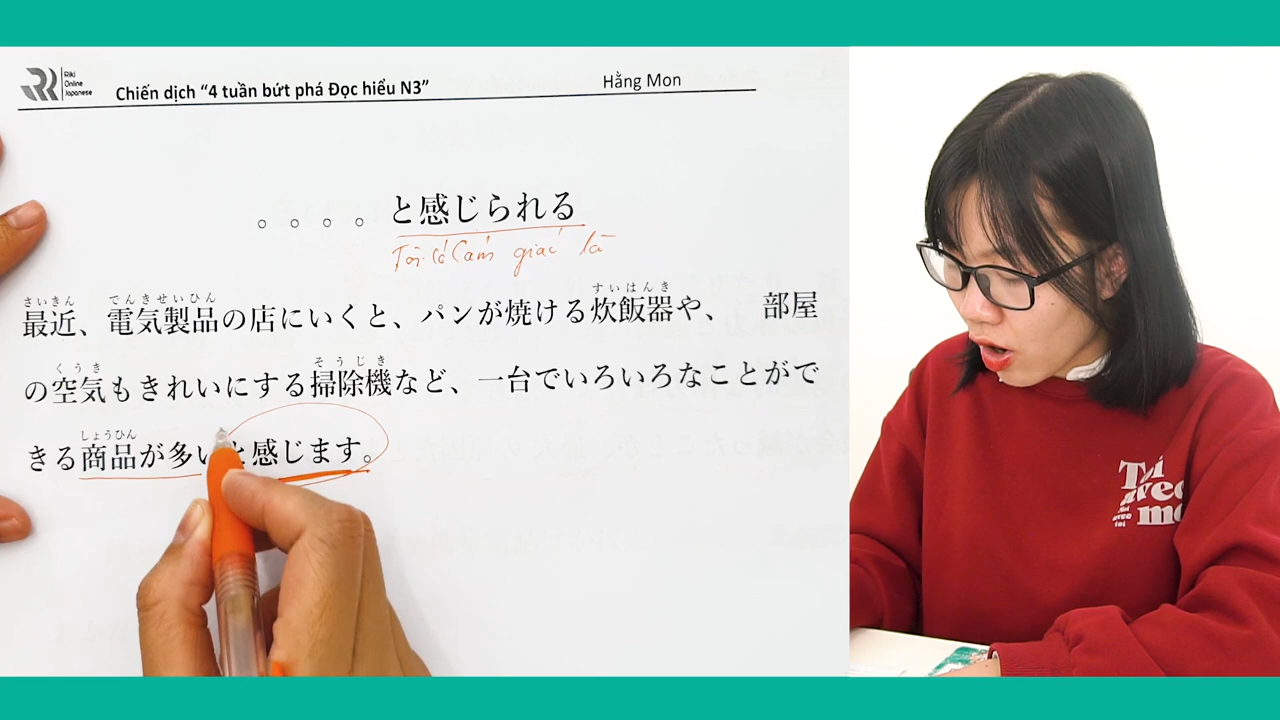 Riki
Online
Japanese
Chiến dịch “4 tuần bứt phá Đọc hiểu N3”
Hằng Mon
。。。。と感じられる
Tôi có cảm giác là
さいきん でんきせいひん すいはんき
最近、電気製品の店にいくと、パンが焼ける炊飯器や、 部屋
くうき そうじき
の空気もきれいにする掃除機など、一台でいろいろなことがで
しょうひん
きる商品が多いと感じます。